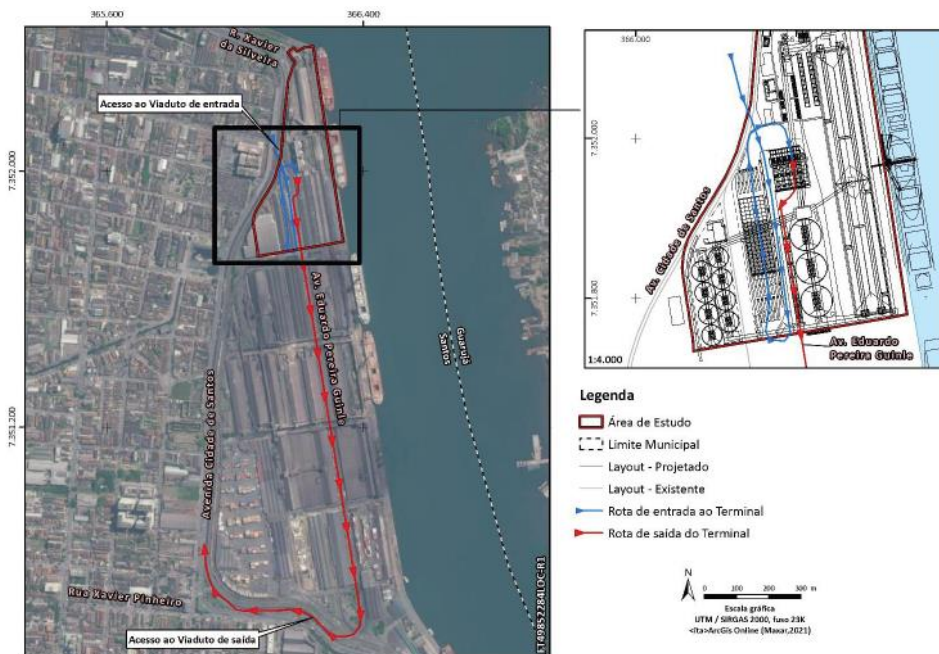 365.600
366.400
R. Xavier
da Silveira
Acesso ao Viaduto de entrada
7.352.000
Av. Eduardo Pereira Guinle
Guarujá
Santos
7.351.200
Avenida Cidade de Santos
Rua Xavier Pinheiro
Acesso ao Viaduto de saída
ET49852284LOC-R1
366.000
7.352.000
Av. Cidade de Santos
7.351.800
Av. Eduardo
Pereira Guinle
1:4.000
Legenda
Área de Estudo
Limite Municipal
Layout - Projetado
Layout - Existente
Rota de entrada ao Terminal
Rota de saída do Terminal
N
0 100 200 300 m
Escala gráfica
UTM / SIRGAS 2000, fuso 23K
<Ita>ArcGis Online (Maxar,2021)